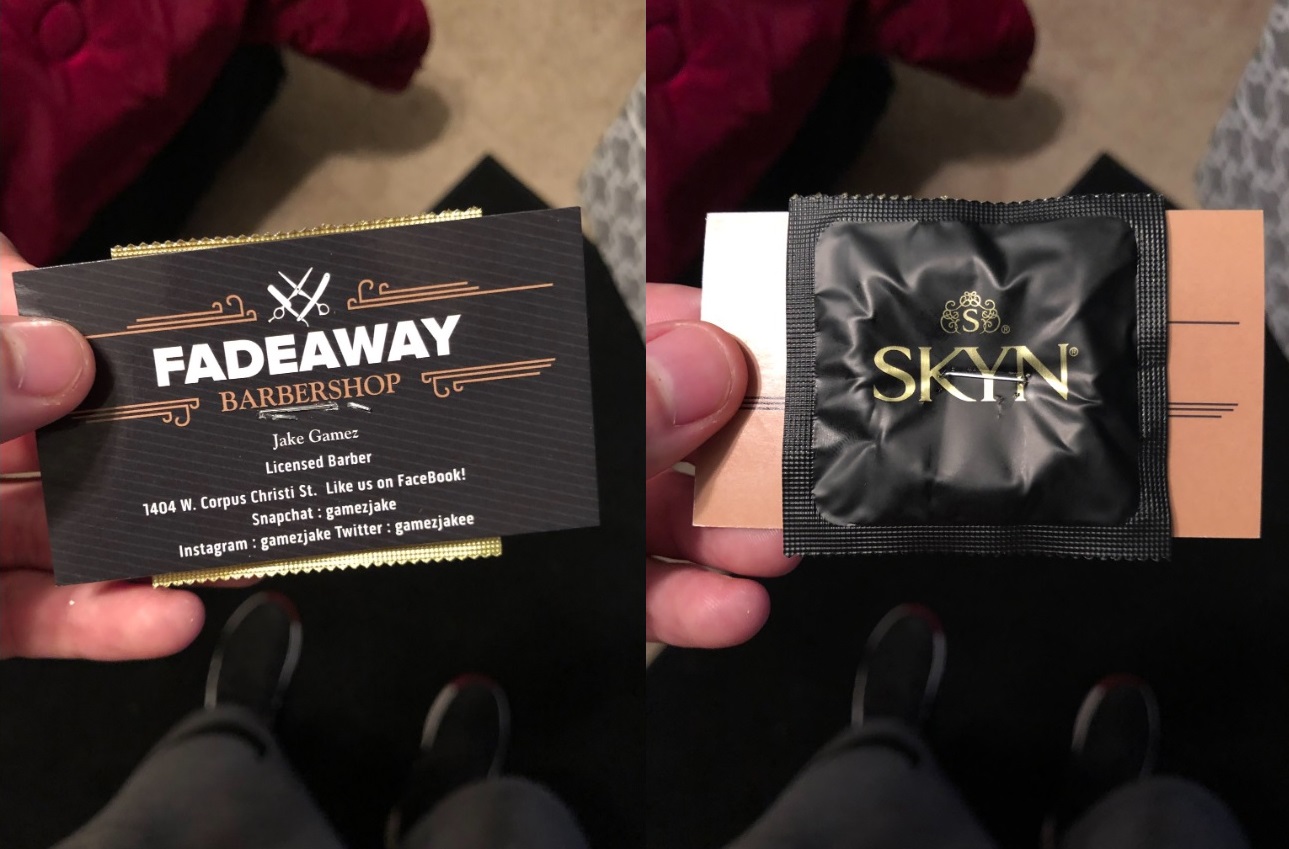 FADEAWAY
BARBERSHOP
Jake Gamez
Licensed Barber
1404 W. Corpus Christi St. Like us on FaceBook!
Snapchat : gamezjake
Instagram : gamezjake Twitter : gamezjakee
S®
SKYN®